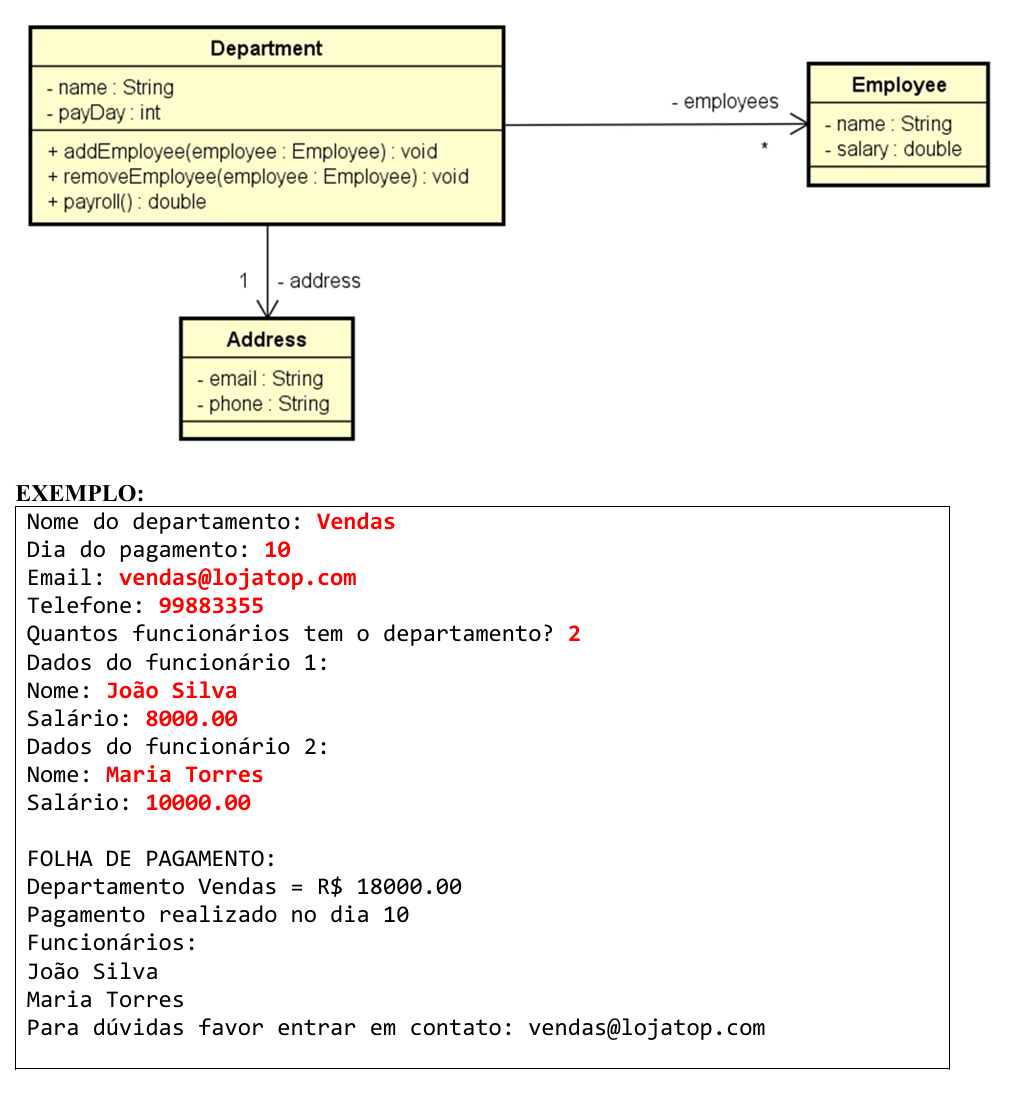 Department
- name : String
- payDay : int
+ addEmployee(employee : Employee) : void
+ removeEmployee(employee : Employee) : void
+ payroll() : double
- employees
*
Employee
- name : String
- salary : double
1 - address
Address
- email : String
- phone : String
EXEMPLO:
Nome do departamento: Vendas
Dia do pagamento: 10
Email: vendas@lojatop.com
Telefone: 99883355
Quantos funcionários tem o departamento? 2
Dados do funcionário 1:
Nome: João Silva
Salário: 8000.00
Dados do funcionário 2:
Nome: Maria Torres
Salário: 10000.00
FOLHA DE PAGAMENTO:
Departamento Vendas = R$ 18000.00
Pagamento realizado no dia 10
Funcionários:
João Silva
Maria Torres
Para dúvidas favor entrar em contato: vendas@lojatop.com